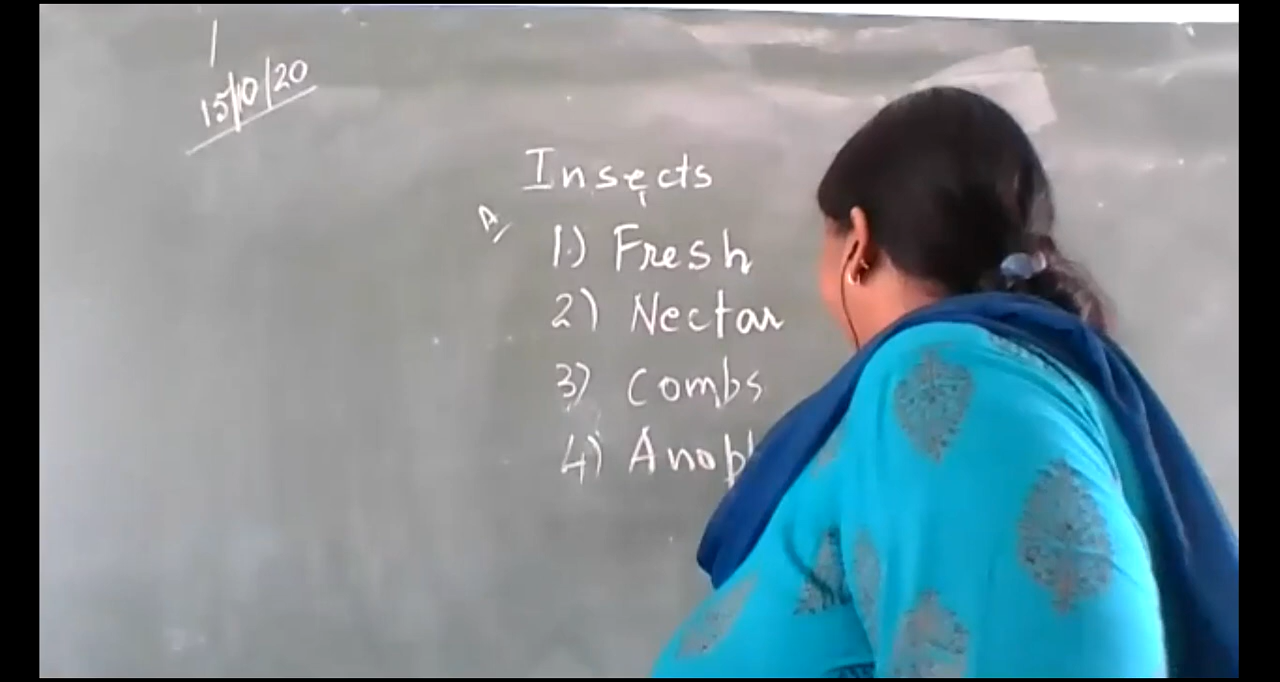 15/10/20
Insects
A/
1.) Fresh
2) Nectar
3) Combs
4)